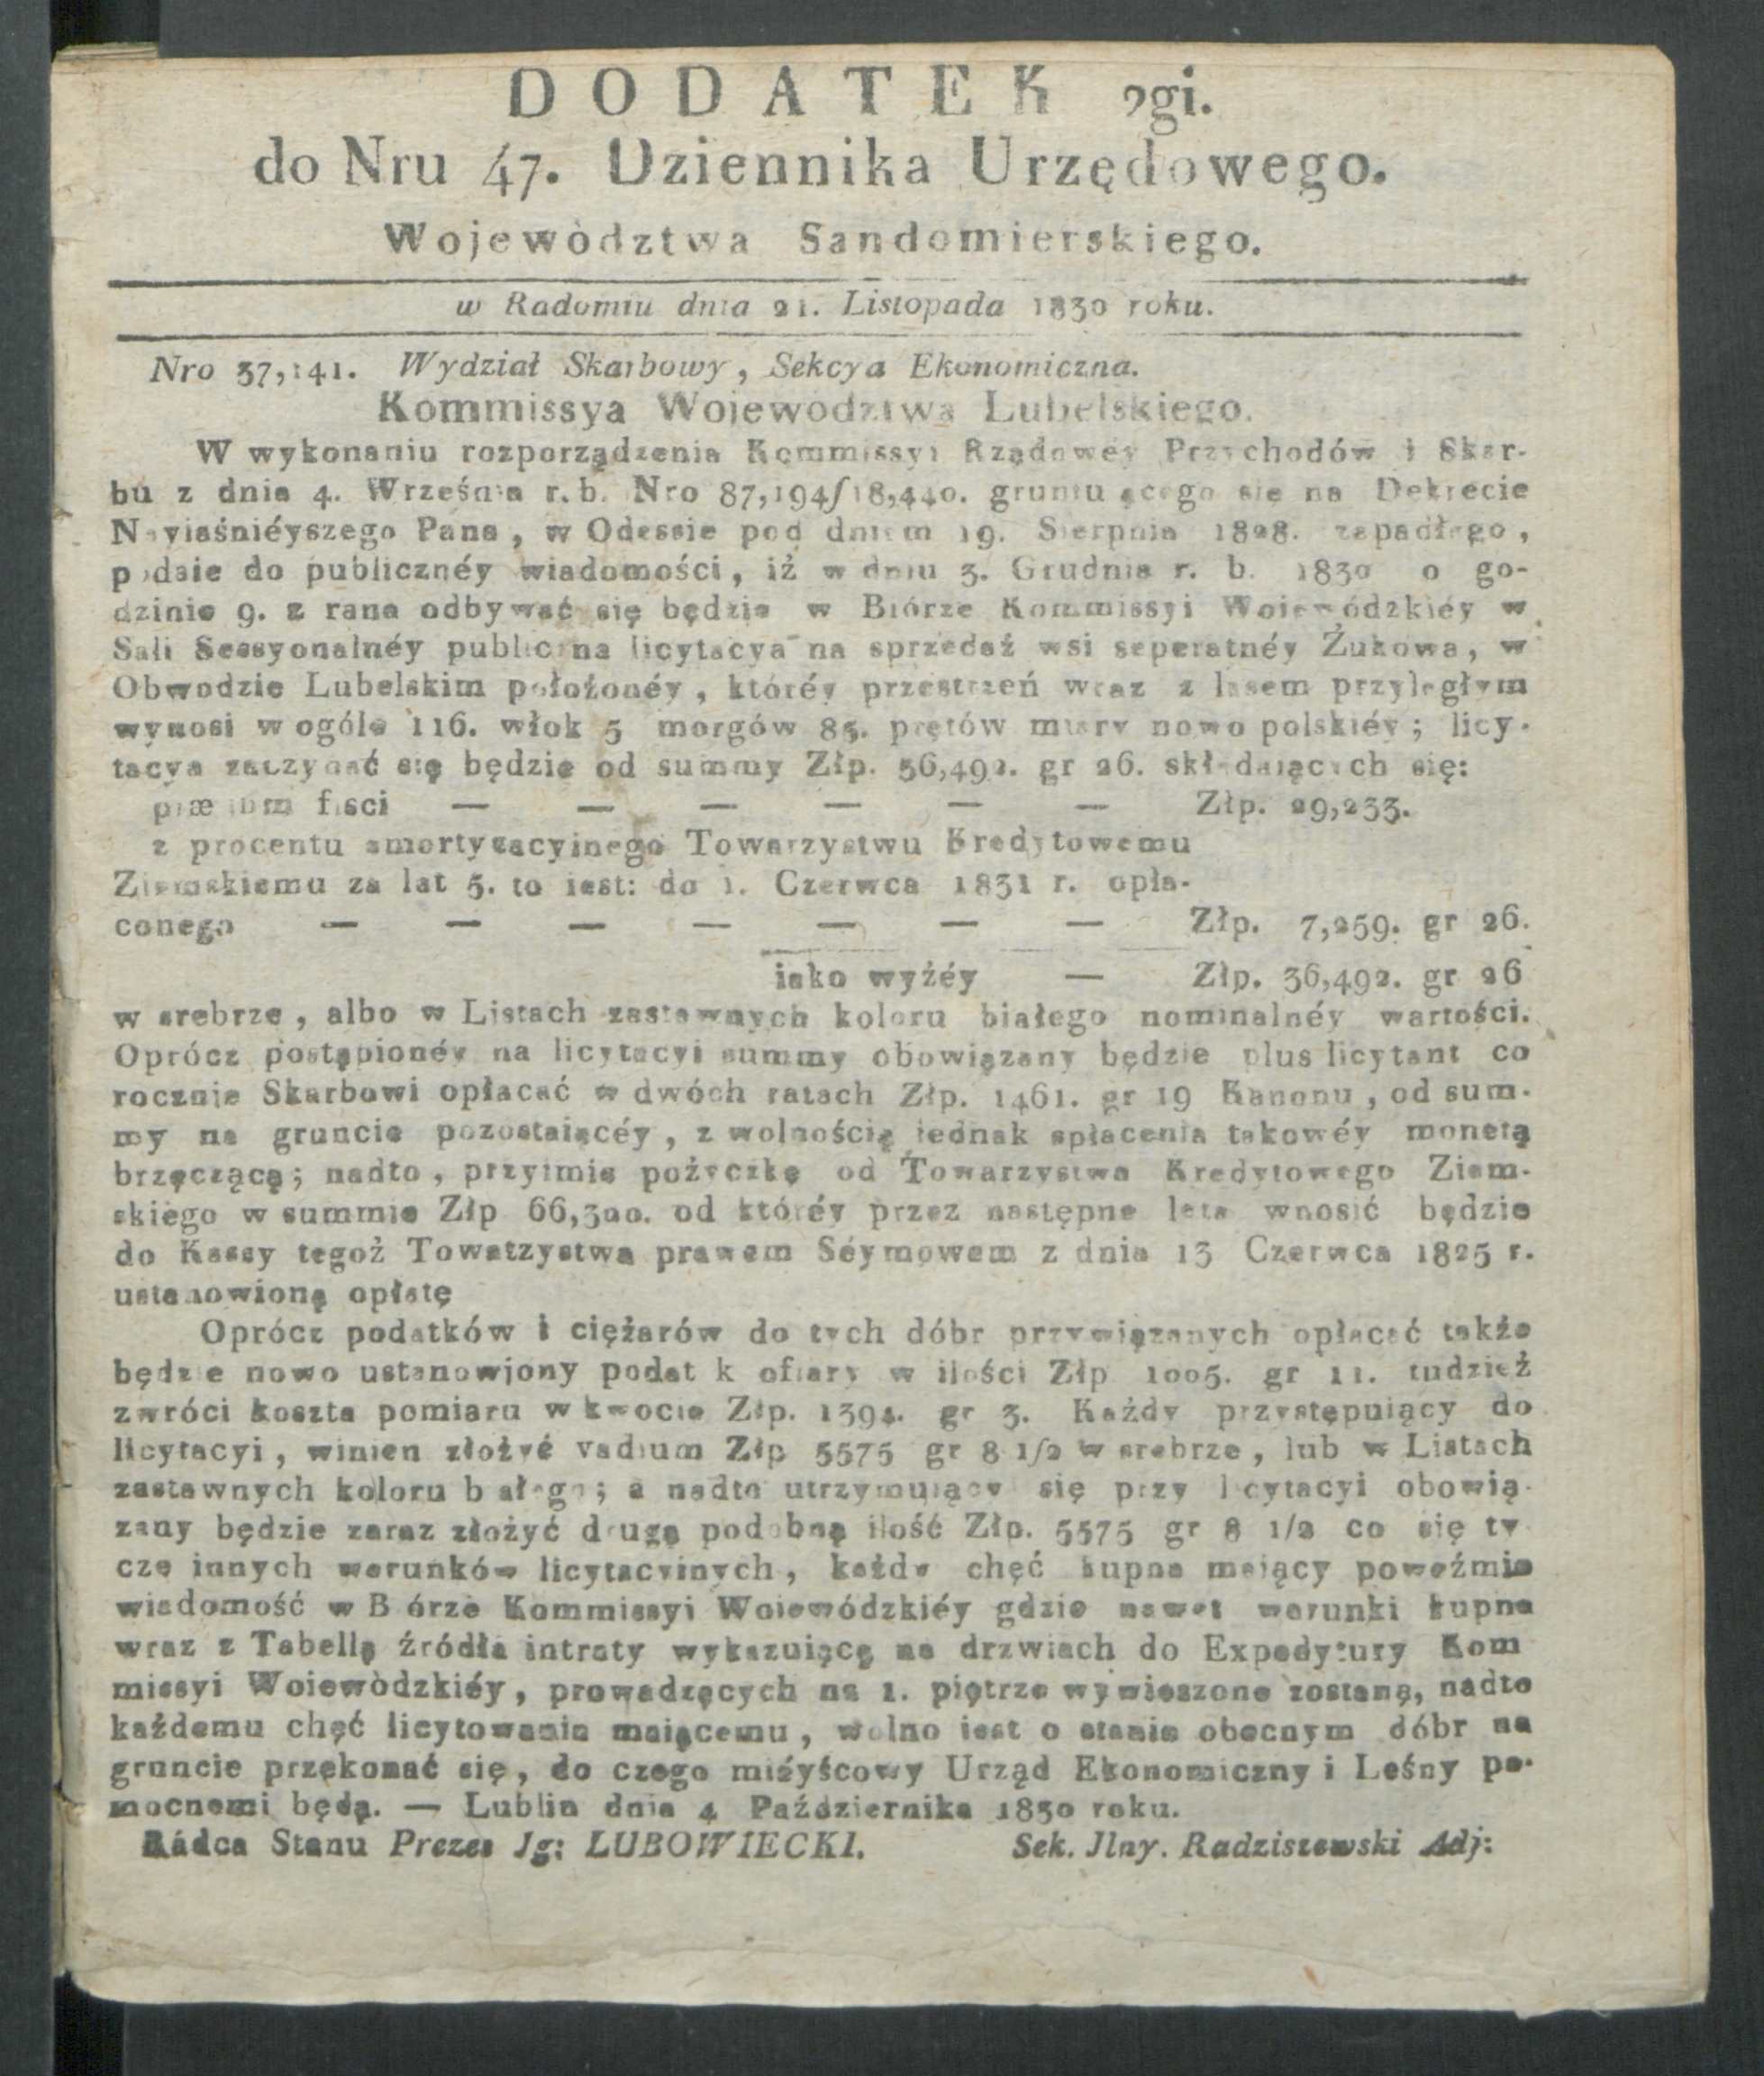 DODATEK 2gi.
do Nru 47. Dziennika Urzędowego.
Wojewòdztwa Sandomierskiego.
w Radomiu dnia 21. Listopada 1830 roku.
Nro 37,141. Wydział Skarbowy, Sekcya Ekonomiczna.
Kommissya Woiewodztwa Lubelskiego.
W wykonaniu rozporządzenia Kommissyi Rządowéy Przychodów i Skar-
bu z dnia 4. Września r. b. Nro 87,194/18,440. gruntuiącego się na Dekrecie
Nayiaśniéyszego Pana, w Odessie pod dniem 19. Sierpnia 1828. zapadłego,
podaie do publicznéy wiadomości, iż w dniu 3. Grudnia r. b. 1830 o go-
dzinie 9. z rana odbywać się będzie w Biórze Kommissyi Woiewódzkiéy w
Sali Sessyonalnéy publiczna licytacya na sprzedaż wsi seperatnéy Żukowa, w
Obwodzie Lubelskim położonéy, któréy przestrzeń wraz z lasem przyległym
wynosi w ogóle 116. włok 5 morgów 85. prętów miary nowo polskiéy; licy-
tacya zaczynać się będzie od summy Złp. 36,492. gr 26. składaiących się:
præium fisci — — — — — — Złp. 29,233.
z procentu amortyzacyinego Towarzystwu Kredytowemu
Ziemskiemu za lat 5. to iest: do 1. Czerwca 1831 r. opła-
conego — — — — — — — Złp. 7,259. gr 26.
iako wyżéy — Złp. 36,492. gr 26
w srebrze, albo w Listach zastawnych koloru białego nominalnéy wartości.
Oprócz postąpionéy na licytacyi summy obowiązany będzie plus licytant co
rocznie Skarbowi opłacać w dwóch ratach Złp. 1461. gr 19 Kanonu, od sum-
my na gruncie pozostaiącéy, z wolnością iednak spłacenia takowéy monetą
brzęczącą; nadto, przyimie pożyczkę od Towarzystwa Kredytowego Ziem-
skiego w summie Złp 66,300. od któréy przez następne lata wnosić będzie
do Kassy tegoż Towatzystwa prawem Séymowem z dnia 13 Czerwca 1825 r.
ustanowioną opłatę
Oprócz podatków i ciężarów do tych dóbr przywiązanych opłacać także
będzie nowo ustanowiony podatek ofiary w ilości Złp 1005. gr 11. tudzież
zwróci koszta pomiaru w kwocie Złp. 1394. gr 3. Każdy przystępuiący do
licytacyi, winien złożyć vadium Złp 5575 gr 8 1/2 w srebrze, lub w Listach
zastawnych koloru białego; a nadto utrzymuiący się przy licytacyi obowią-
zany będzie zaraz złożyć drugą podobną ilość Złp. 5575 gr 8 1/2 co się ty
czę innych warunków licytacyinych, każdy chęć kupna maiący poweźmie
wiadomość w Biórze Kommissyi Woiewódzkiéy gdzie nawet warunki kupna
wraz z Tabellą źródła intraty wykazuiącą na drzwiach do Expedytury Kom
missyi Woiewòdzkiéy, prowadzących na 1. piętrze wywieszone zostaną, nadto
każdemu chęć licytowania maiącemu, wolno iest o stanie obecnym dóbr na
gruncie przekonać się, do czego miéyścowy Urząd Ekonomiczny i Leśny po-
mocnemi będą. — Lublin dnia 4 Października 1830 roku.
Rádca Stanu Prezes Jg: LUBOWIECKI. Sek. Jlny. Radziszewski Adj: